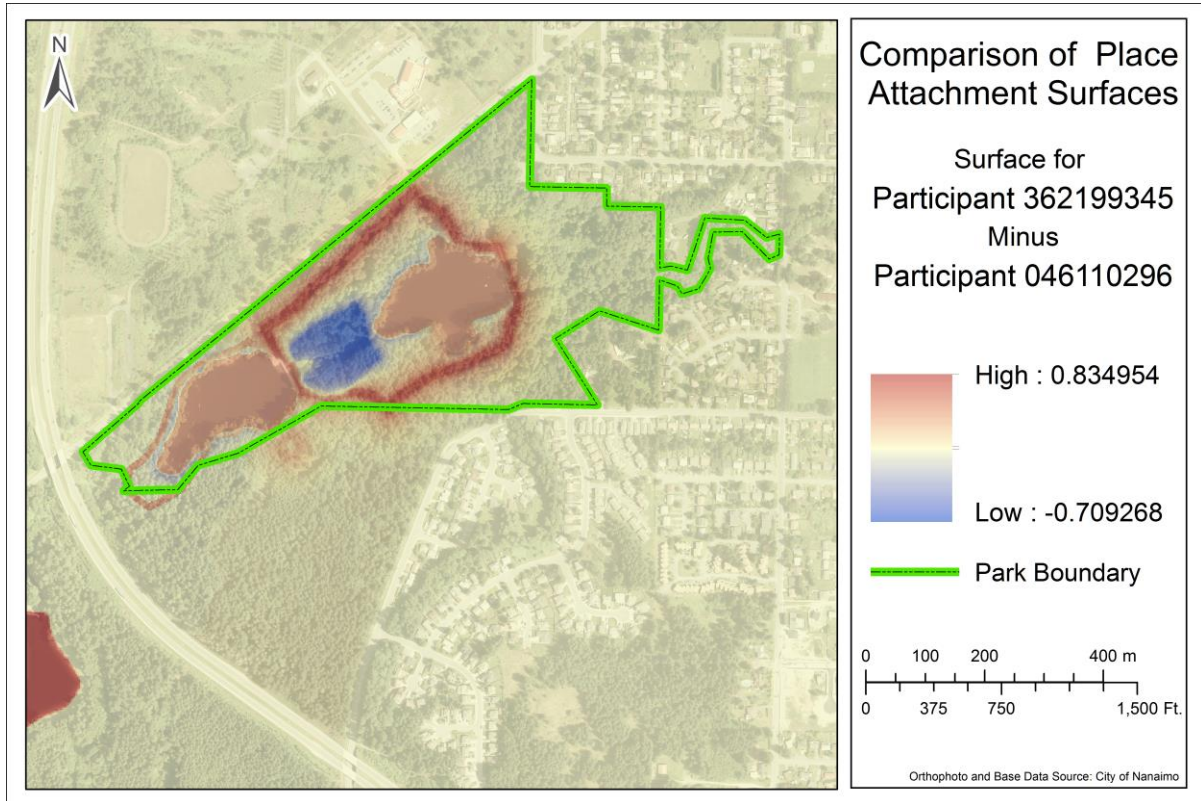 N
Comparison of Place
Attachment Surfaces
Surface for
Participant 362199345
Minus
Participant 046110296
High : 0.834954
Low : -0.709268
Park Boundary
0 100 200 400 m
0 375 750 1,500 Ft.
Orthophoto and Base Data Source: City of Nanaimo